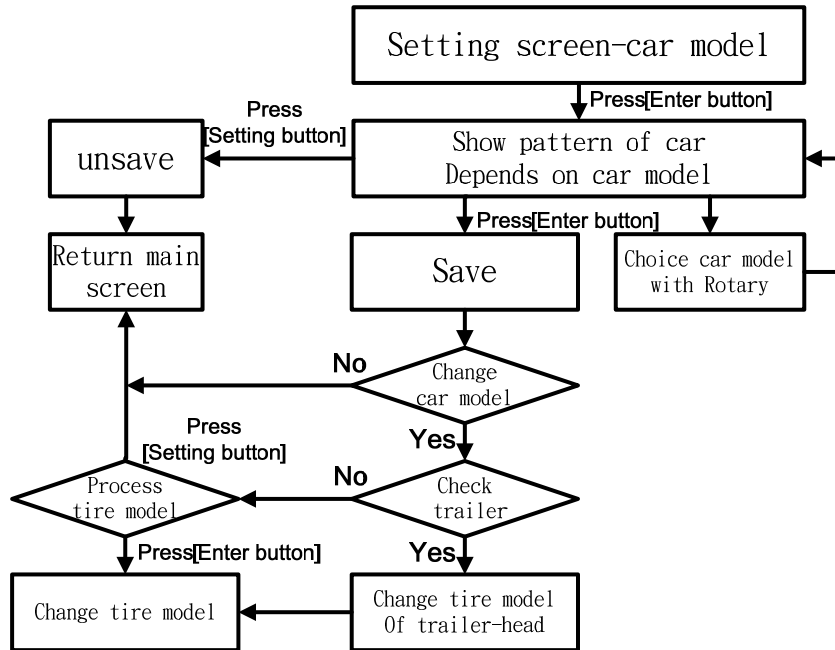 Setting screen-car model
Press[Enter button]
Press
[Setting button]
unsave
Show pattern of car
Depends on car model
Press[Enter button]
Return main
screen
Save
Choice car model
with Rotary
No
Change
car model
Press
[Setting button]
Yes
Process
tire model
No
Check
trailer
Press[Enter button]
Yes
Change tire model
Change tire model
Of trailer-head